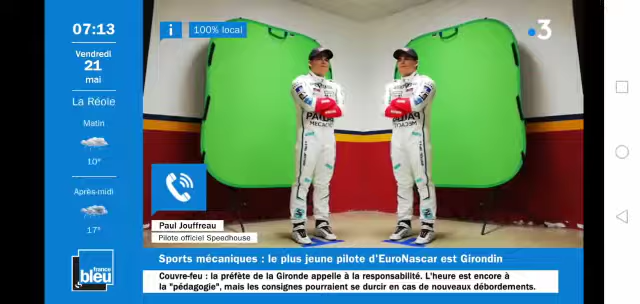 07:13
Vendredi
21
mai
La Réole
Matin
10°
Après-midi
17°
france
bleu
i
100% local
3
Paul Jouffreau
Pilote officiel Speedhouse
Sports mécaniques : le plus jeune pilote d'EuroNascar est Girondin
Couvre-feu : la préfète de la Gironde appelle à la responsabilité. L'heure est encore à
la "pédagogie", mais les consignes pourraient se durcir en cas de nouveaux débordements.